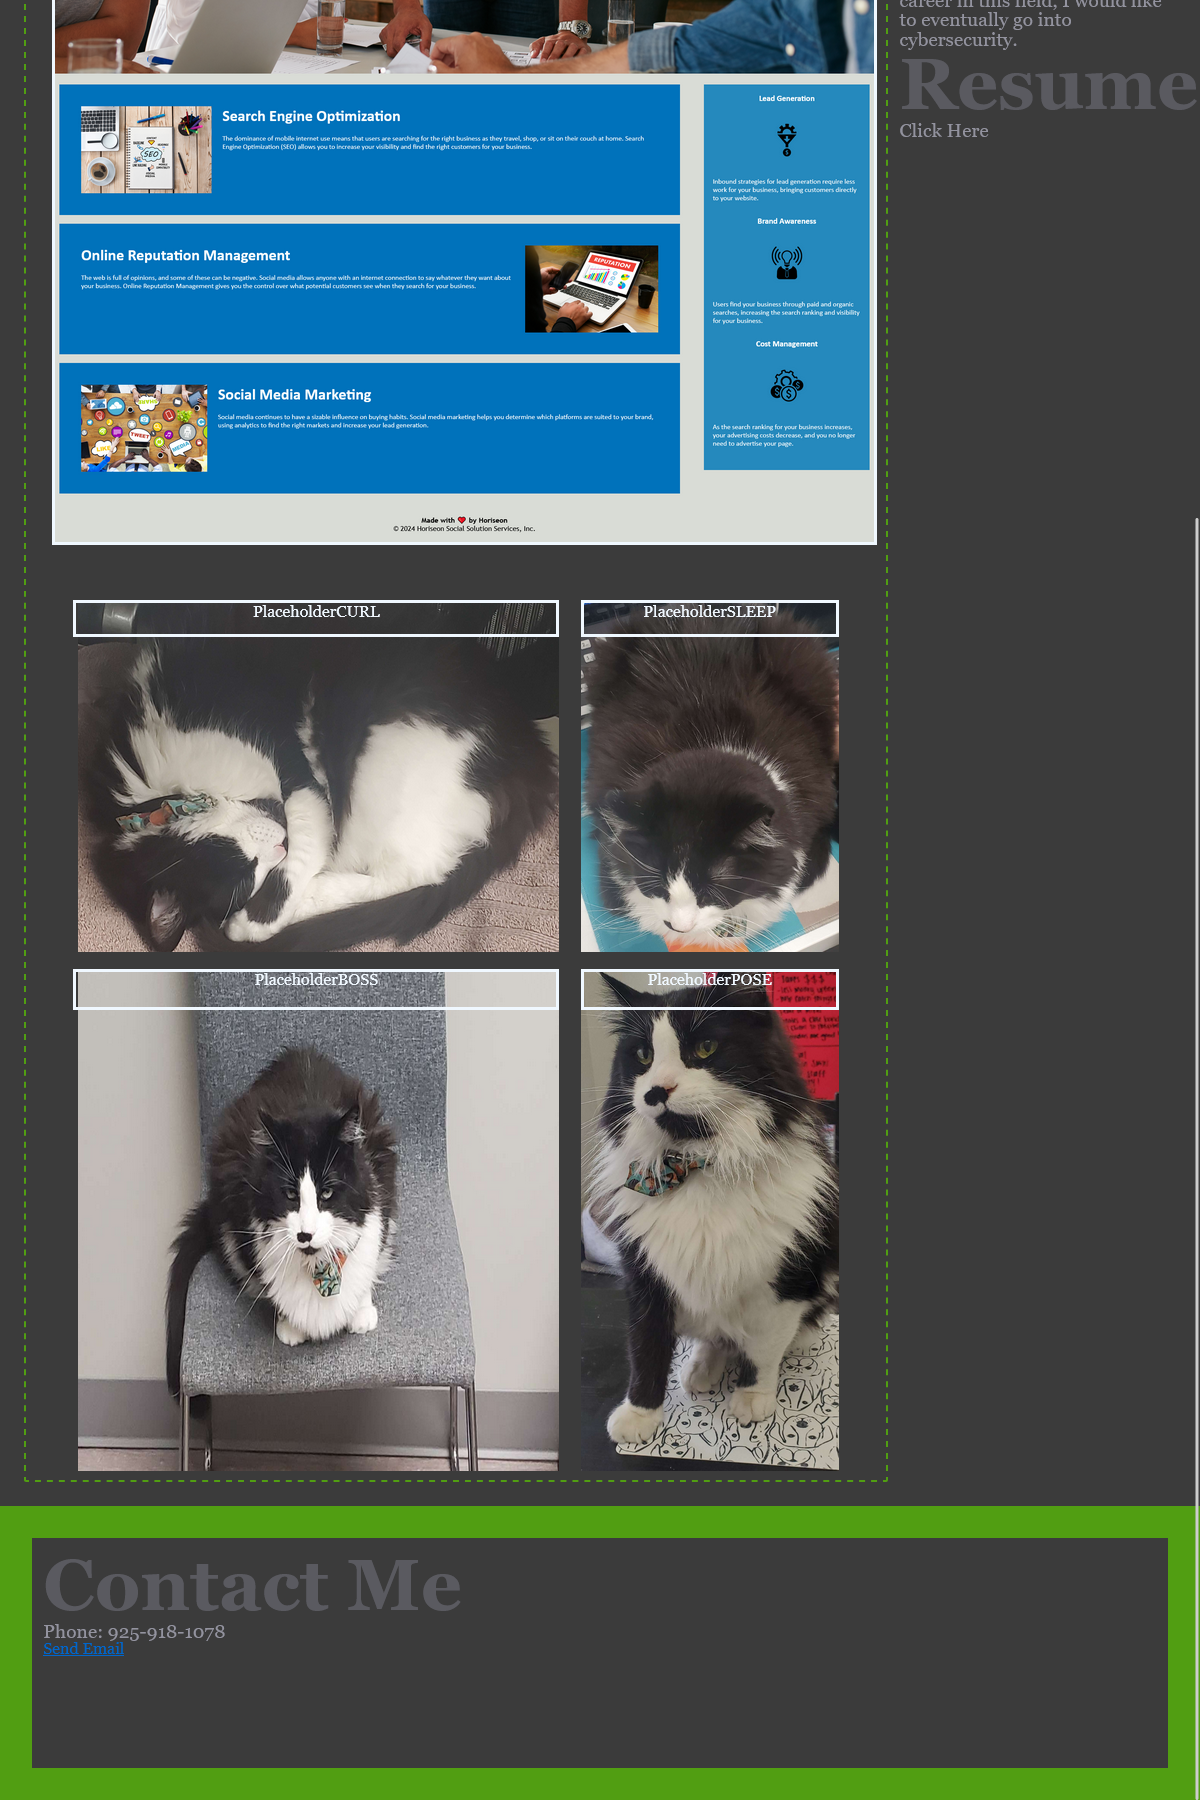 career in this field, I would like
to eventually go into
cybersecurity.
Resume
Click Here
Search Engine Optimization
The dominance of mobile internet use means that users are searching for the right business as they travel, shop, or sit on their couch at home. Search
Engine Optimization (SEO) allows you to increase your visibility and find the right customers for your business.
SEO
Online Reputation Management
The web is full of opinions, and some of these can be negative. Social media allows anyone with an internet connection to say whatever they want about
your business. Online Reputation Management gives you the control over what potential customers see when they search for your business.
REPUTATION
Social Media Marketing
Social media continues to have a sizable influence on buying habits. Social media marketing helps you determine which platforms are suited to your brand,
using analytics to find the right markets and increase your lead generation.
SHARE
TWEET
LIKE
MEDIA
Lead Generation
Inbound strategies for lead generation require less
work for your business, bringing customers directly
to your website.
Brand Awareness
Users find your business through paid and organic
searches, increasing the search ranking and visibility
for your business.
Cost Management
As the search ranking for your business increases,
your advertising costs decrease, and you no longer
need to advertise your page.
Made with ❤️ by Horiseon
© 2024 Horiseon Social Solution Services, Inc.
PlaceholderCURL
PlaceholderSLEEP
PlaceholderBOSS
PlaceholderPOSE
Contact Me
Phone: 925-918-1078
Send Email